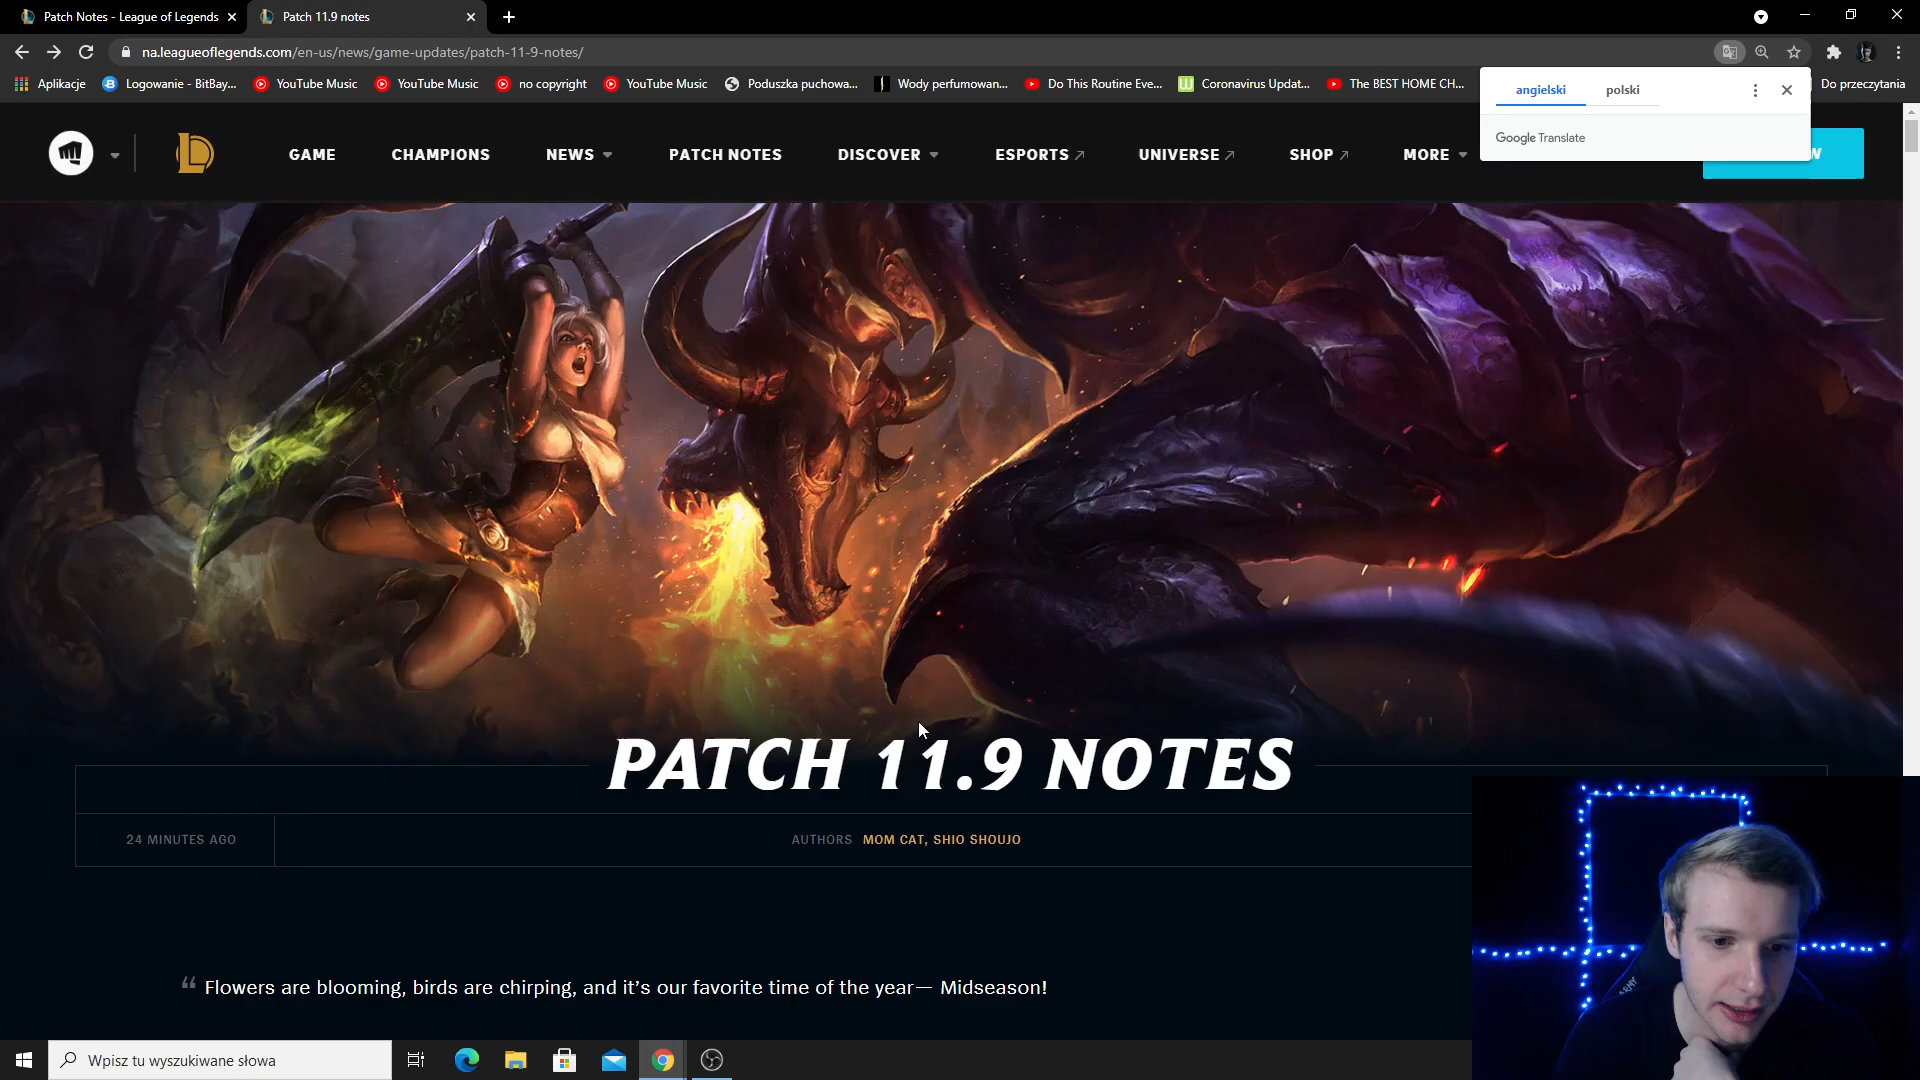 Patch Notes - League of Legends
Patch 11.9 notes
na.leagueoflegends.com/en-us/news/game-updates/patch-11-9-notes/
Aplikacje
Logowanie - BitBay...
YouTube Music
YouTube Music
no copyright
YouTube Music
Poduszka puchowa...
Wody perfumowan...
Do This Routine Eve...
Coronavirus Updat...
The BEST HOME CH...
Do przeczytania
angielski
polski
Google Translate
GAME
CHAMPIONS
NEWS
PATCH NOTES
DISCOVER
ESPORTS
UNIVERSE
SHOP
MORE
PATCH 11.9 NOTES
24 MINUTES AGO
AUTHORS MOM CAT, SHIO SHOUJO
“ Flowers are blooming, birds are chirping, and it’s our favorite time of the year— Midseason!
Wpisz tu wyszukiwane słowa